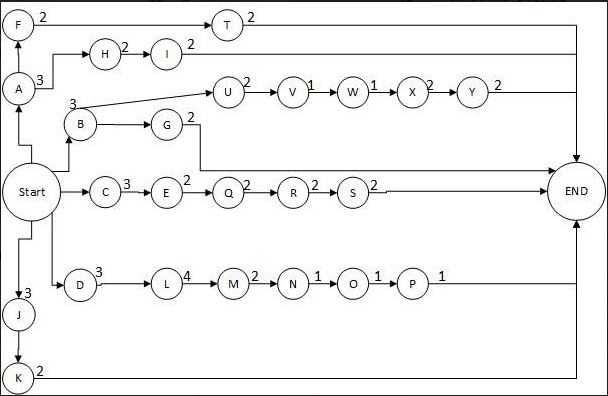 F 2 T 2
H 2 I 2
A 3
U 2 V 1 W 1 X 2 Y 2
3
B G 2
Start C 3 E 2 Q 2 R 2 S 2 END
D 3 L 4 M 2 N 1 O 1 P 1
3
J
K 2